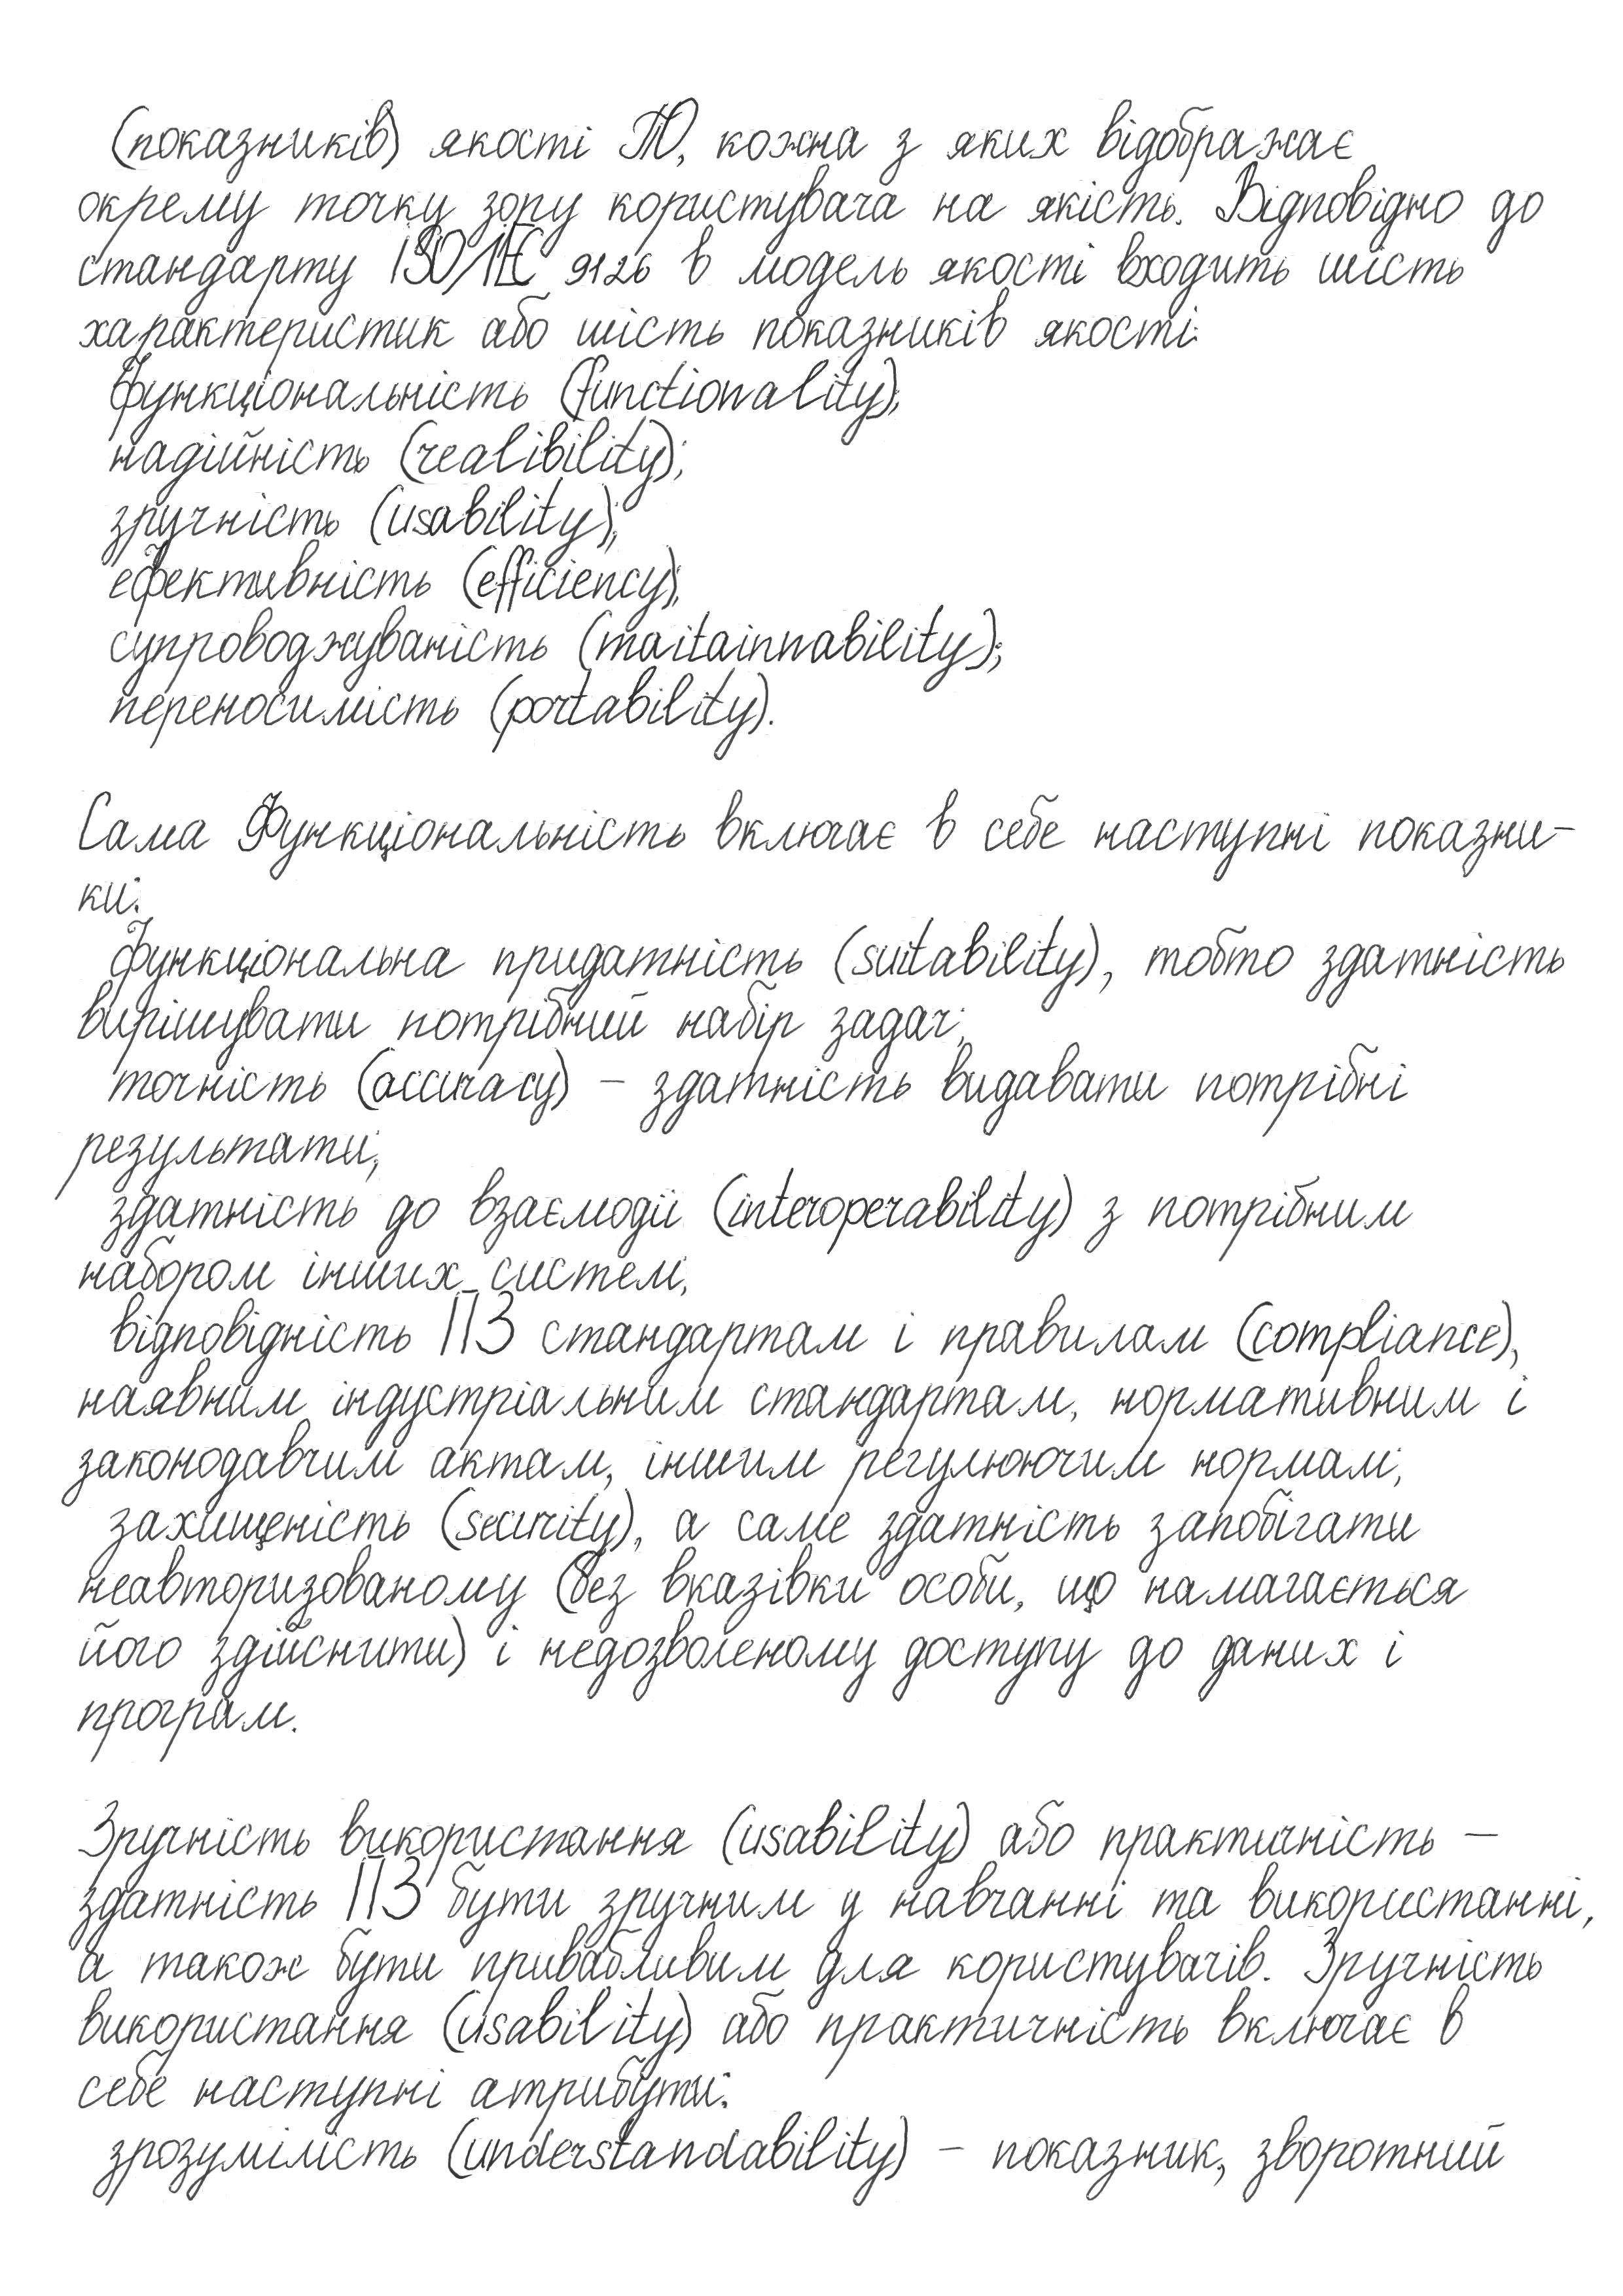 (показників) якості ТО, кожна з яких відображає
окрему точку зору користувача на якість. Відповідно до
стандарту ISO/IEC 9126 в модель якості входить шість
характеристик або шість показників якості:
функціональність (functionality);
надійність (realibility);
зручність (usability);
ефективність (efficiency);
супроводжуваність (maitainnability);
переносимість (portability).
Сама Функціональність включає в себе наступні показни-
ки:
функціональна придатність (suitability), тобто здатність
вирішувати потрібний набір задач;
точність (accuracy) – здатність видавати потрібні
результати;
здатність до взаємодії (interoperability) з потрібним
набором інших систем;
відповідність ПЗ стандартам і правилам (compliance),
наявним індустріальним стандартам, нормативним і
законодавчим актам, іншим регулюючим нормам;
захищеність (security), а саме здатність запобігати
неавторизованому (без вказівки особи, що намагається
його здійснити) і недозволеному доступу до даних і
програм.
Зручність використання (usability) або практичність –
здатність ПЗ бути зручним у навчанні та використанні,
а також бути привабливим для користувачів. Зручність
використання (usability) або практичність включає в
себе наступні атрибути:
зрозумілість (understandability) – показник, зворотний